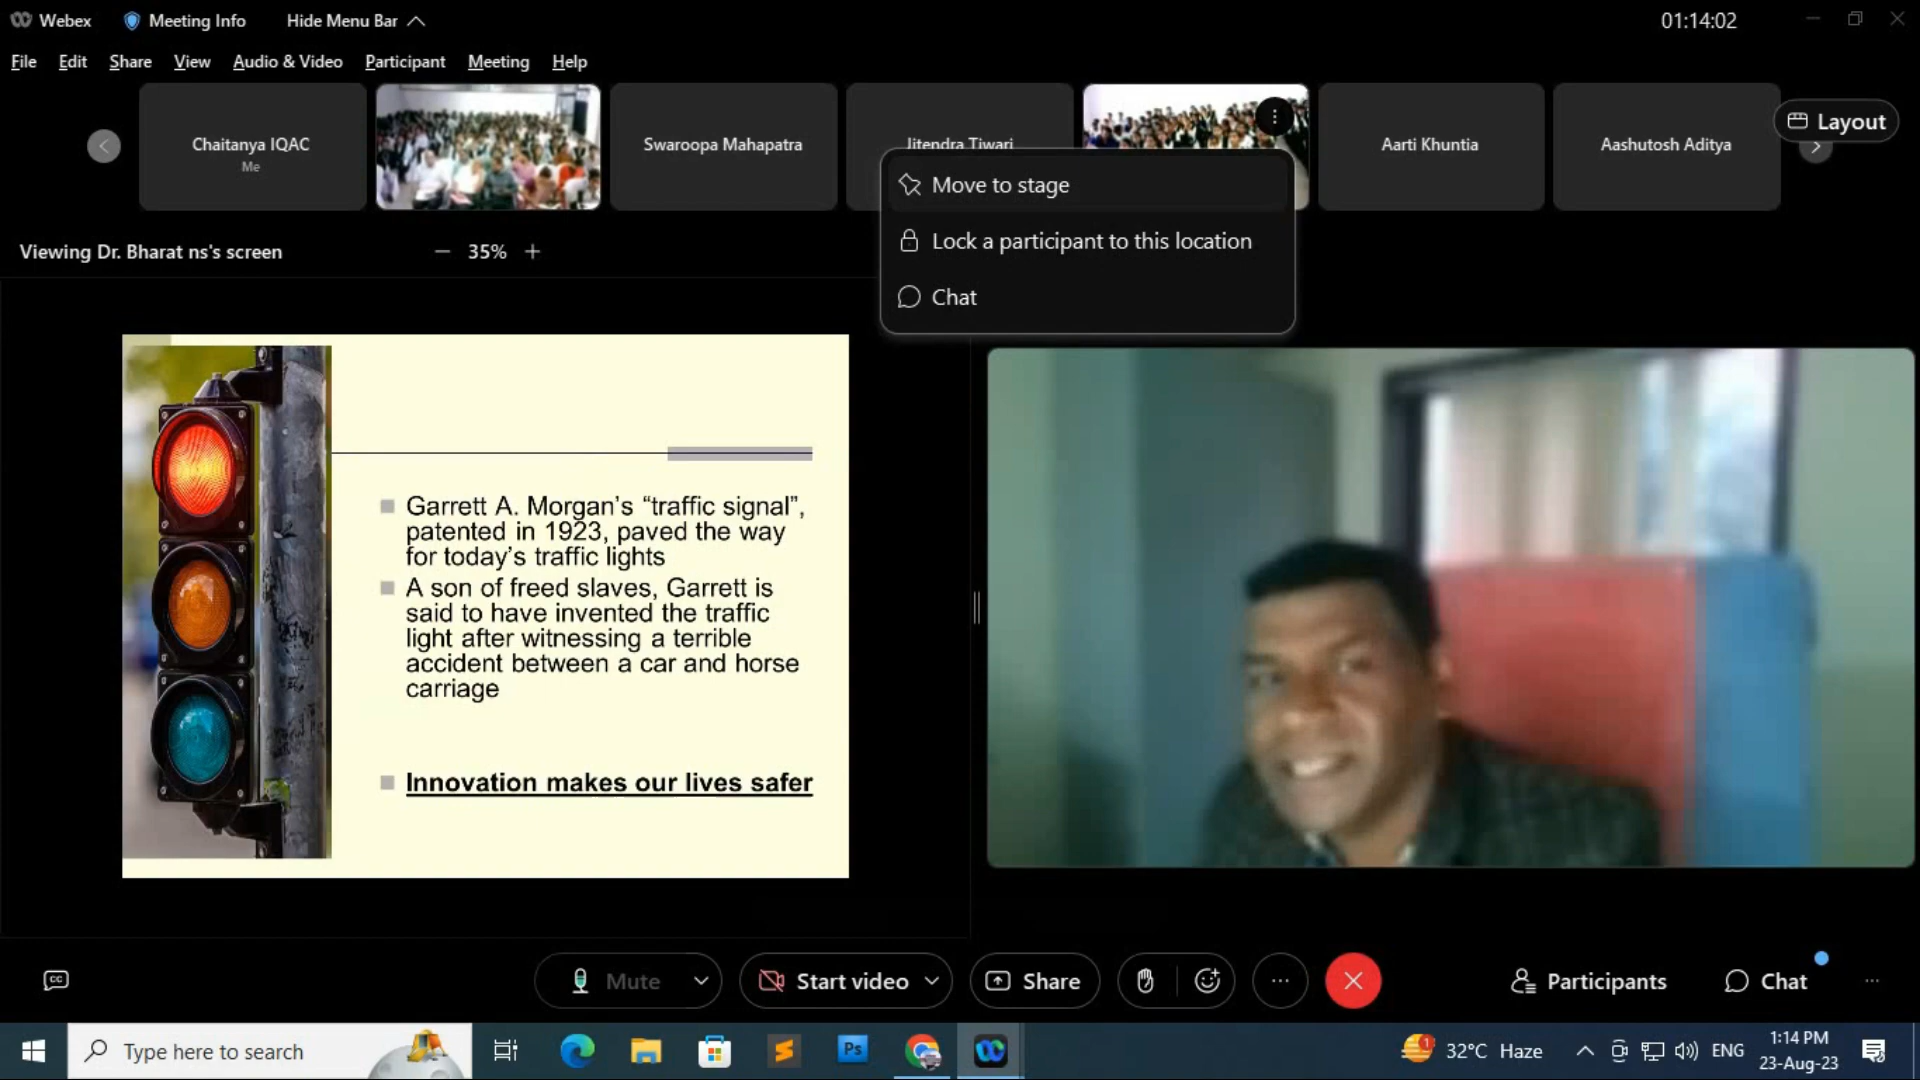 Webex
Meeting Info
Hide Menu Bar
01:14:02
File Edit Share View Audio & Video Participant Meeting Help
Chaitanya IQAC
Me
Swaroopa Mahapatra
Jitendra Tiwari
Aarti Khuntia
Aashutosh Aditya
Layout
Move to stage
Lock a participant to this location
Chat
Viewing Dr. Bharat ns's screen
35%
Garrett A. Morgan's “traffic signal”,
patented in 1923, paved the way
for today's traffic lights
A son of freed slaves, Garrett is
said to have invented the traffic
light after witnessing a terrible
accident between a car and horse
carriage
Innovation makes our lives safer
CC
Mute
Start video
Share
Participants
Chat
Type here to search
Ps
1
32°C Haze
ENG
1:14 PM
23-Aug-23